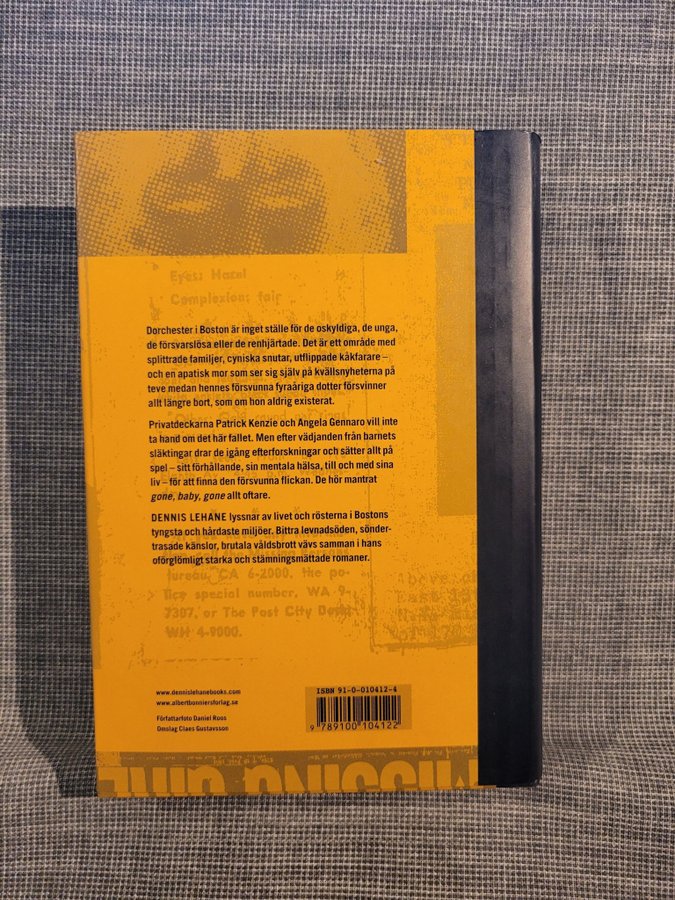 Eyes: Hazel
Complexion: fair
Dorchester i Boston är inget ställe för de oskyldiga, de unga,
de försvarslösa eller de renhjärtade. Det är ett område med
splittrade familjer, cyniska snutar, utflippade kåkfarare –
och en apatisk mor som ser sig själv på kvällsnyheterna på
teve medan hennes försvunna fyraåriga dotter försvinner
allt längre bort, som om hon aldrig existerat.
Privatdeckarna Patrick Kenzie och Angela Gennaro vill inte
ta hand om det här fallet. Men efter vädjanden från barnets
släktingar drar de igång efterforskningar och sätter allt på
spel – sitt förhållande, sin mentala hälsa, till och med sina
liv – för att finna den försvunna flickan. De hör mantrat
gone, baby, gone allt oftare.
DENNIS LEHANE lyssnar av livet och rösterna i Bostons
tyngsta och hårdaste miljöer. Bittra levnadsöden, sönder-
trasade känslor, brutala våldsbrott vävs samman i hans
oförglömligt starka och stämningsmättade romaner.
bureau, CA 6-2000, the po-
lice special number, WA 9-
7307, or The Post City Desk
WH 4-9000.
www.dennislehanebooks.com
www.albertbonniersforlag.se
Författarfoto Daniel Roos
Omslag Claes Gustavsson
ISBN 91-0-010412-4
9 789100 104122
MISSING GIRL